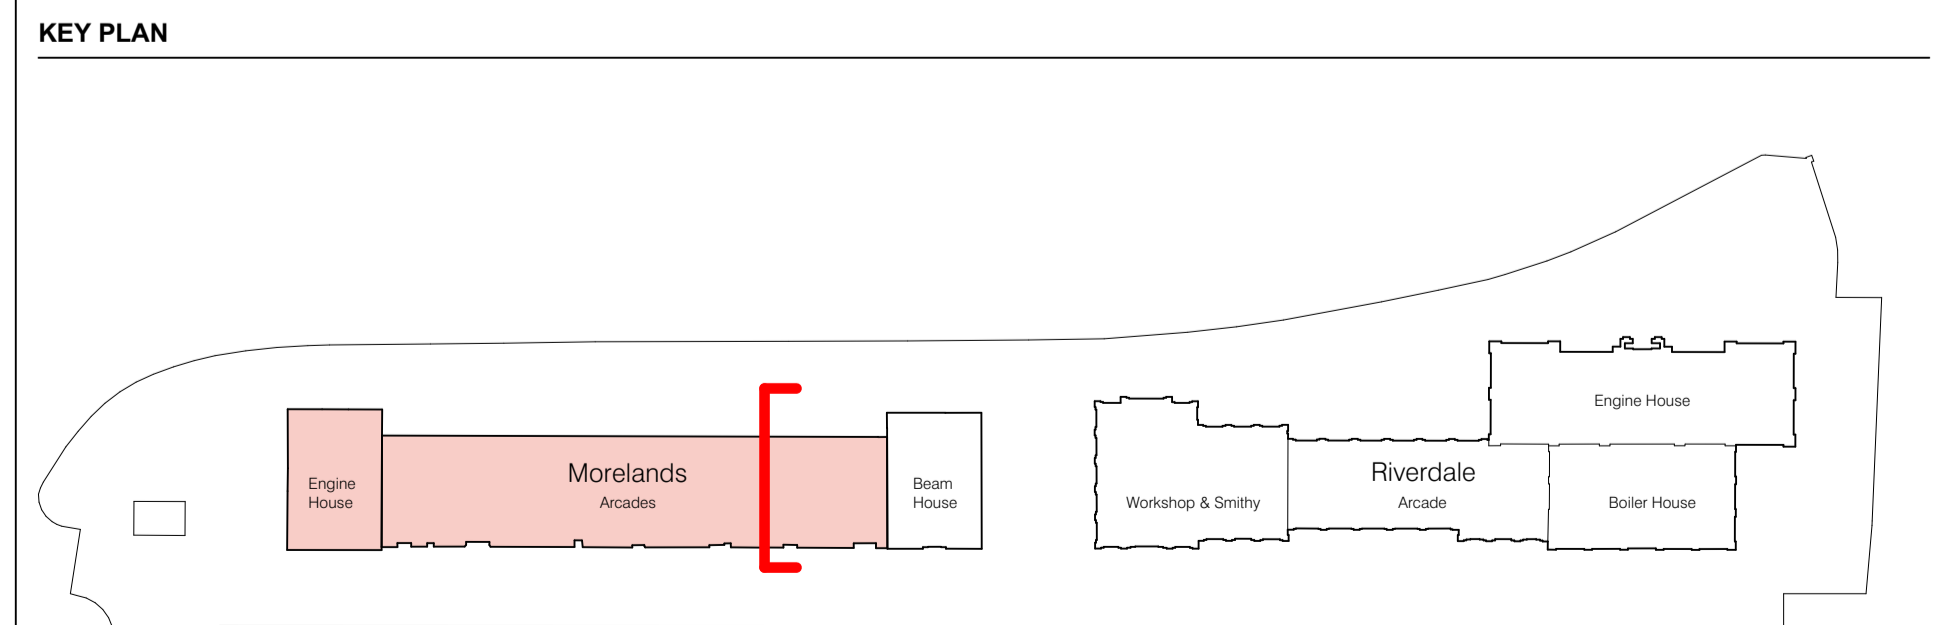 KEY PLAN
Engine
House
Morelands
Arcades
Beam
House
Workshop & Smithy
Riverdale
Arcade
Engine House
Boiler House